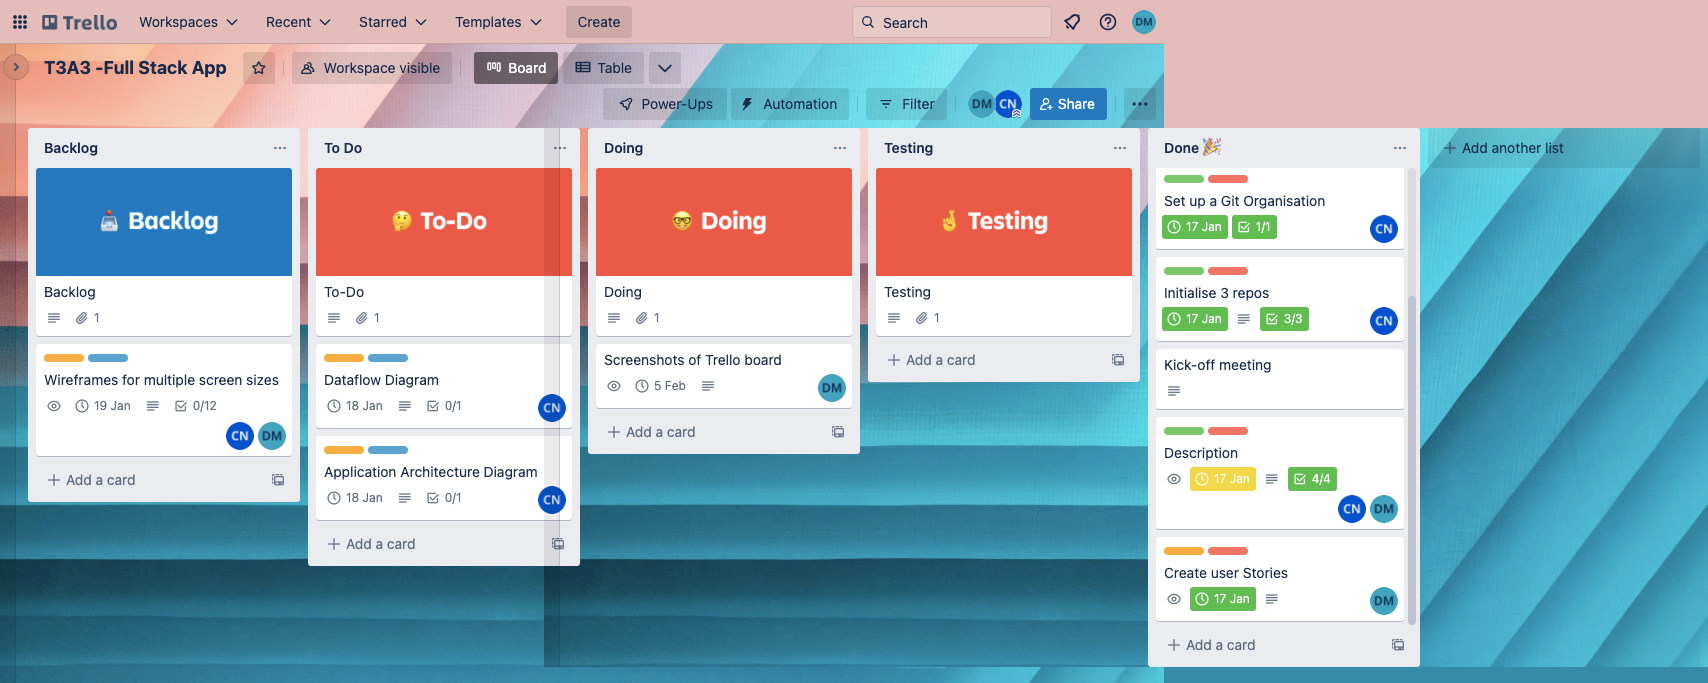 Trello Workspaces Recent Starred Templates Create Search DM
T3A3 -Full Stack App Workspace visible Board Table
Power-Ups Automation Filter DM CN Share
Backlog
Backlog
Backlog
1
Wireframes for multiple screen sizes
19 Jan 0/12
CN DM
Add a card
To Do
To-Do
To-Do
1
Dataflow Diagram
18 Jan 0/1 CN
Application Architecture Diagram
18 Jan 0/1 CN
Add a card
Doing
Doing
Doing
1
Screenshots of Trello board
5 Feb DM
Add a card
Testing
Testing
Testing
1
Add a card
Done
Set up a Git Organisation
17 Jan 1/1 CN
Initialise 3 repos
17 Jan 3/3 CN
Kick-off meeting
Description
17 Jan 4/4
CN DM
Create user Stories
17 Jan DM
Add a card
Add another list